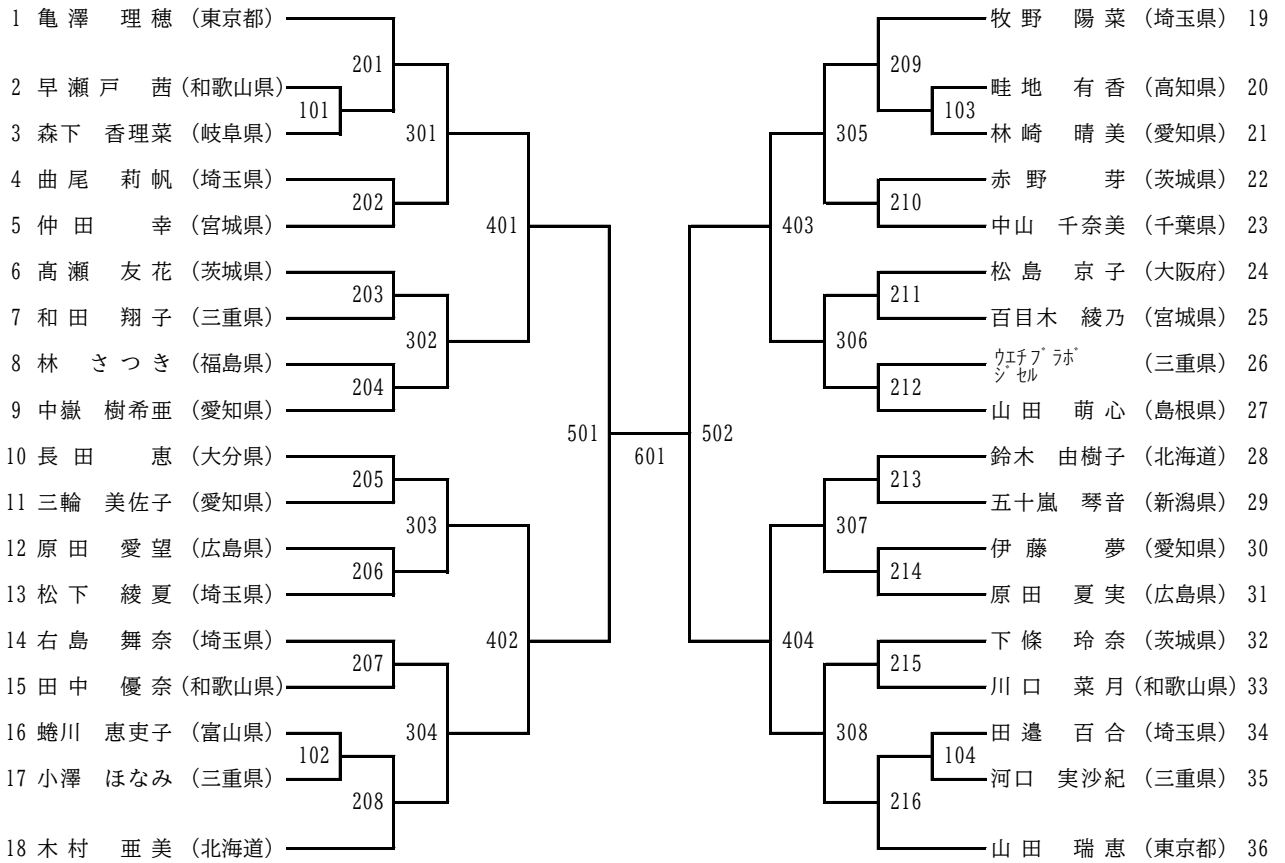 1 亀澤 理穂 (東京都)
2 早瀬戸 茜 (和歌山県)
3 森下 香理菜 (岐阜県)
4 曲尾 莉帆 (埼玉県)
5 仲田 幸 (宮城県)
6 髙瀬 友花 (茨城県)
7 和田 翔子 (三重県)
8 林 さつき (福島県)
9 中嶽 樹希亜 (愛知県)
10 長田 恵 (大分県)
11 三輪 美佐子 (愛知県)
12 原田 愛望 (広島県)
13 松下 綾夏 (埼玉県)
14 右島 舞奈 (埼玉県)
15 田中 優奈 (和歌山県)
16 蜷川 恵吏子 (富山県)
17 小澤 ほなみ (三重県)
18 木村 亜美 (北海道)
101
102
201
202
203
204
205
206
207
208
301
302
303
304
401
402
501
601
502
403
404
305
306
307
308
209
210
211
212
213
214
215
216
103
104
牧野 陽菜 (埼玉県) 19
畦地 有香 (高知県) 20
林崎 晴美 (愛知県) 21
赤野 芽 (茨城県) 22
中山 千奈美 (千葉県) 23
松島 京子 (大阪府) 24
百目木 綾乃 (宮城県) 25
ウエチブラボ
ジセル (三重県) 26
山田 萌心 (島根県) 27
鈴木 由樹子 (北海道) 28
五十嵐 琴音 (新潟県) 29
伊藤 夢 (愛知県) 30
原田 夏実 (広島県) 31
下條 玲奈 (茨城県) 32
川口 菜月 (和歌山県) 33
田邉 百合 (埼玉県) 34
河口 実沙紀 (三重県) 35
山田 瑞恵 (東京都) 36